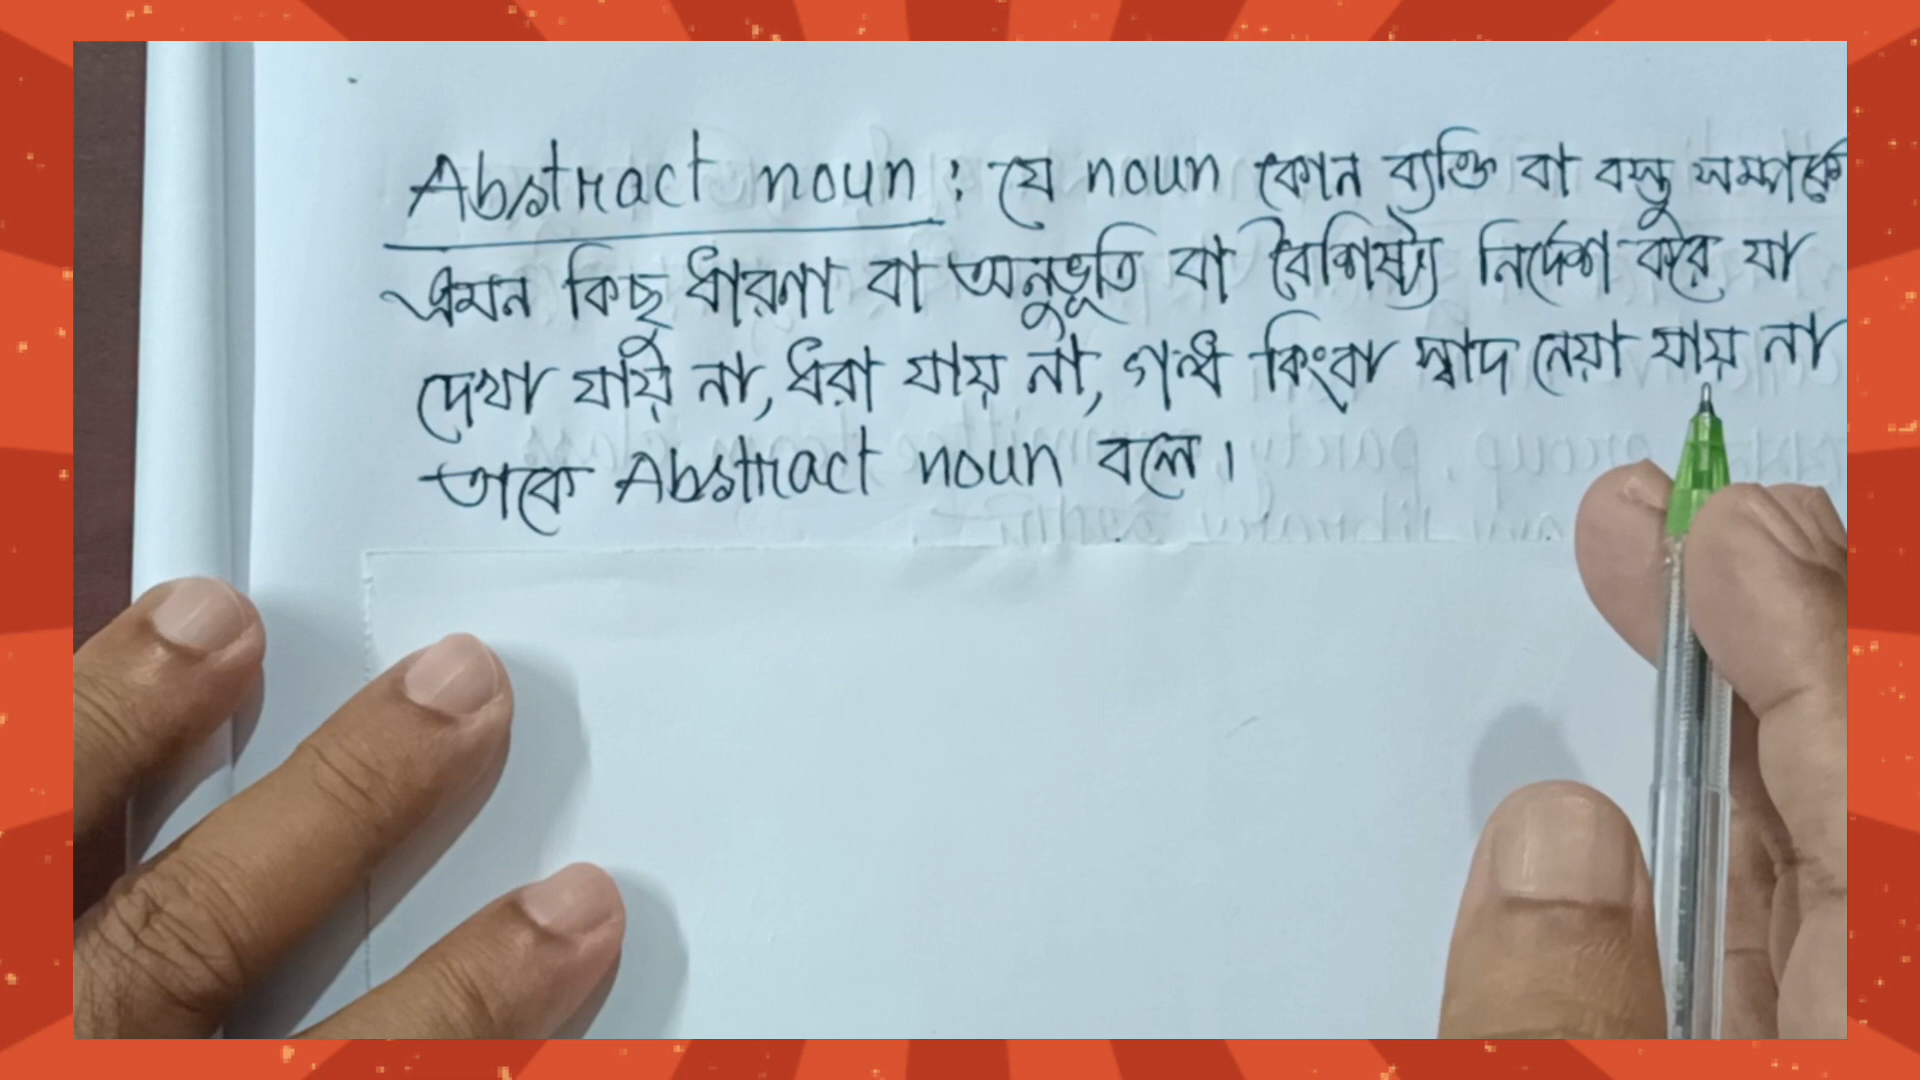 Abstract noun : যে noun কোন ব্যক্তি বা বস্তু সম্পর্কে
এমন কিছু ধারণা বা অনুভূতি বা বৈশিষ্ট্য নির্দেশ করে যা
দেখা যায় না, ধরা যায় না, গন্ধ কিংবা স্বাদ নেয়া যায় না
তাকে Abstract noun বলে।